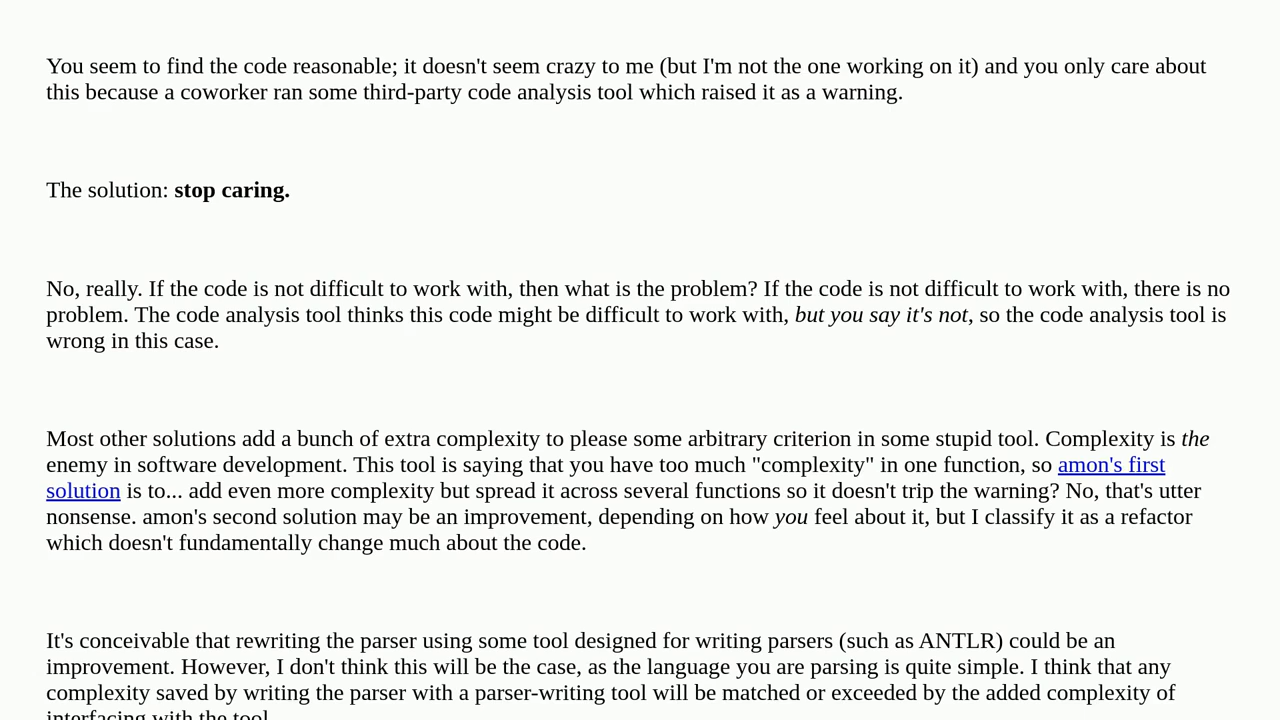 You seem to find the code reasonable; it doesn't seem crazy to me (but I'm not the one working on it) and you only care about
this because a coworker ran some third-party code analysis tool which raised it as a warning.
The solution: stop caring.
No, really. If the code is not difficult to work with, then what is the problem? If the code is not difficult to work with, there is no
problem. The code analysis tool thinks this code might be difficult to work with, but you say it's not, so the code analysis tool is
wrong in this case.
Most other solutions add a bunch of extra complexity to please some arbitrary criterion in some stupid tool. Complexity is the
enemy in software development. This tool is saying that you have too much "complexity" in one function, so amon's first
solution is to... add even more complexity but spread it across several functions so it doesn't trip the warning? No, that's utter
nonsense. amon's second solution may be an improvement, depending on how you feel about it, but I classify it as a refactor
which doesn't fundamentally change much about the code.
It's conceivable that rewriting the parser using some tool designed for writing parsers (such as ANTLR) could be an
improvement. However, I don't think this will be the case, as the language you are parsing is quite simple. I think that any
complexity saved by writing the parser with a parser-writing tool will be matched or exceeded by the added complexity of
interfacing with the tool.